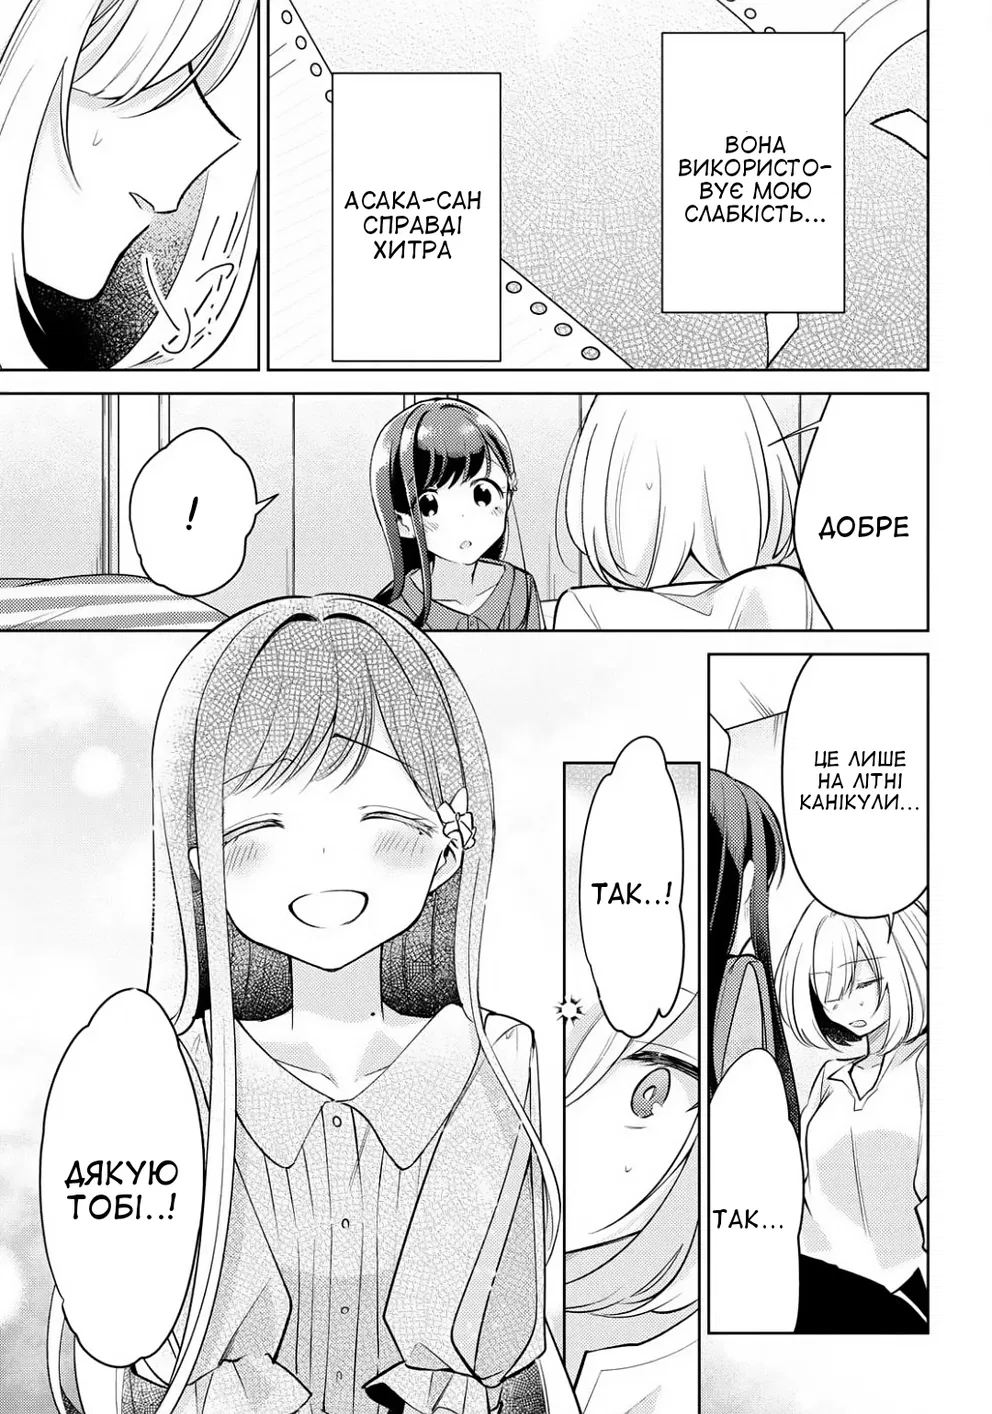 ВОНА
ВИКОРИСТО-
ВУЄ МОЮ
СЛАБКІСТЬ...
АСАКА-САН
СПРАВДІ
ХИТРА
ДОБРЕ
!
ЦЕ ЛИШЕ
НА ЛІТНІ
КАНІКУЛИ...
ТАК...
ТАК..!
ДЯКУЮ
ТОБІ..!